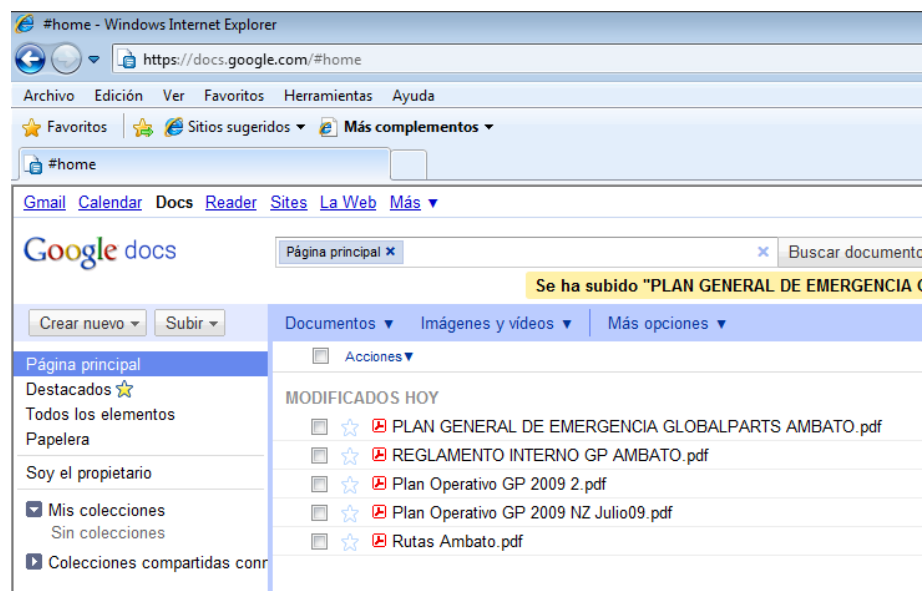 #home - Windows Internet Explorer
https://docs.google.com/#home
Archivo Edición Ver Favoritos Herramientas Ayuda
Favoritos Sitios sugeridos Más complementos
#home
Gmail Calendar Docs Reader Sites La Web Más
Google docs Página principal Buscar documento
Se ha subido "PLAN GENERAL DE EMERGENCIA
Crear nuevo Subir Documentos Imágenes y vídeos Más opciones
Página principal
Acciones
Destacados
Todos los elementos
Papelera
Soy el propietario
Mis colecciones
Sin colecciones
Colecciones compartidas con
MODIFICADOS HOY
PLAN GENERAL DE EMERGENCIA GLOBALPARTS AMBATO.pdf
REGLAMENTO INTERNO GP AMBATO.pdf
Plan Operativo GP 2009 2.pdf
Plan Operativo GP 2009 NZ Julio09.pdf
Rutas Ambato.pdf